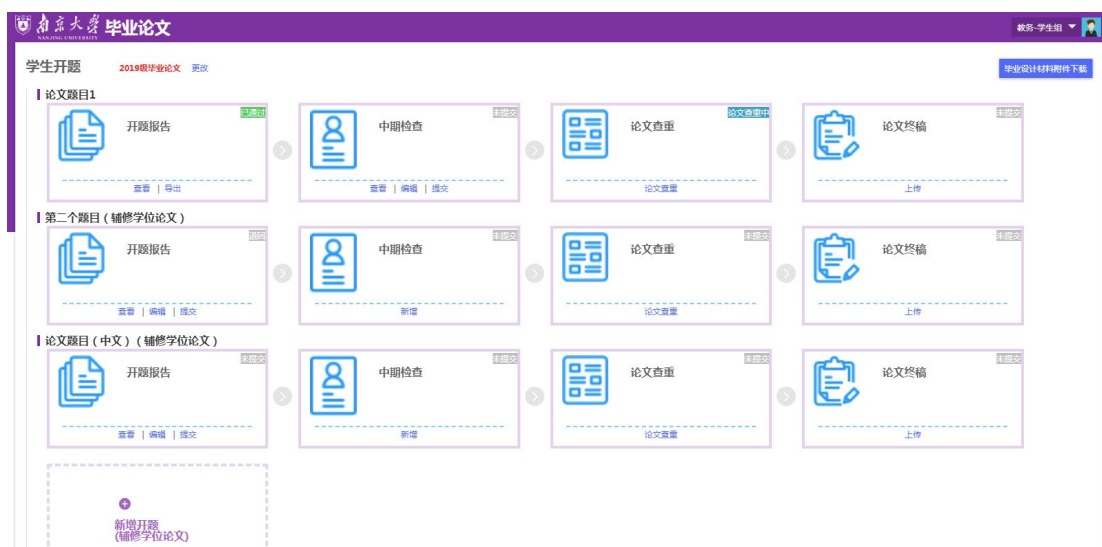 南京大学 毕业论文
NANJING UNIVERSITY
教务-学生组
学生开题 2019级毕业论文 更改
毕业设计材料附件下载
论文题目1
开题报告 已通过
查看 | 导出
中期检查 未提交
查看 | 编辑 | 提交
论文查重 论文查重中
论文查重
论文终稿 未提交
上传
第二个题目（辅修学位论文）
开题报告 退回
查看 | 编辑 | 提交
中期检查 未提交
新增
论文查重 未提交
论文查重
论文终稿 未提交
上传
论文题目（中文）（辅修学位论文）
开题报告 未提交
查看 | 编辑 | 提交
中期检查 未提交
新增
论文查重 未提交
论文查重
论文终稿 未提交
上传
新增开题
(辅修学位论文)